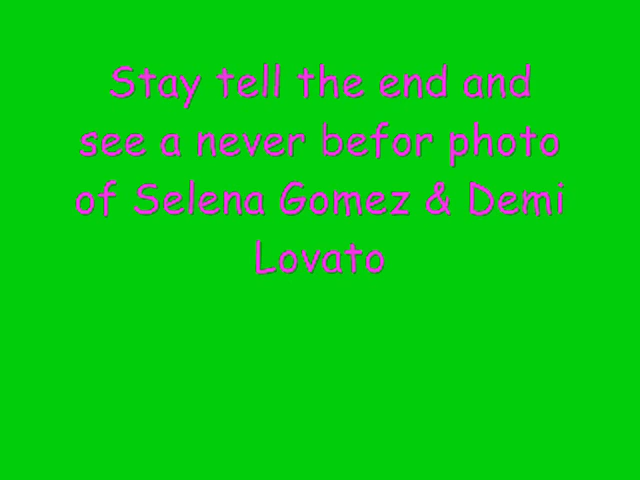 Stay tell the end and
see a never befor photo
of Selena Gomez & Demi
Lovato